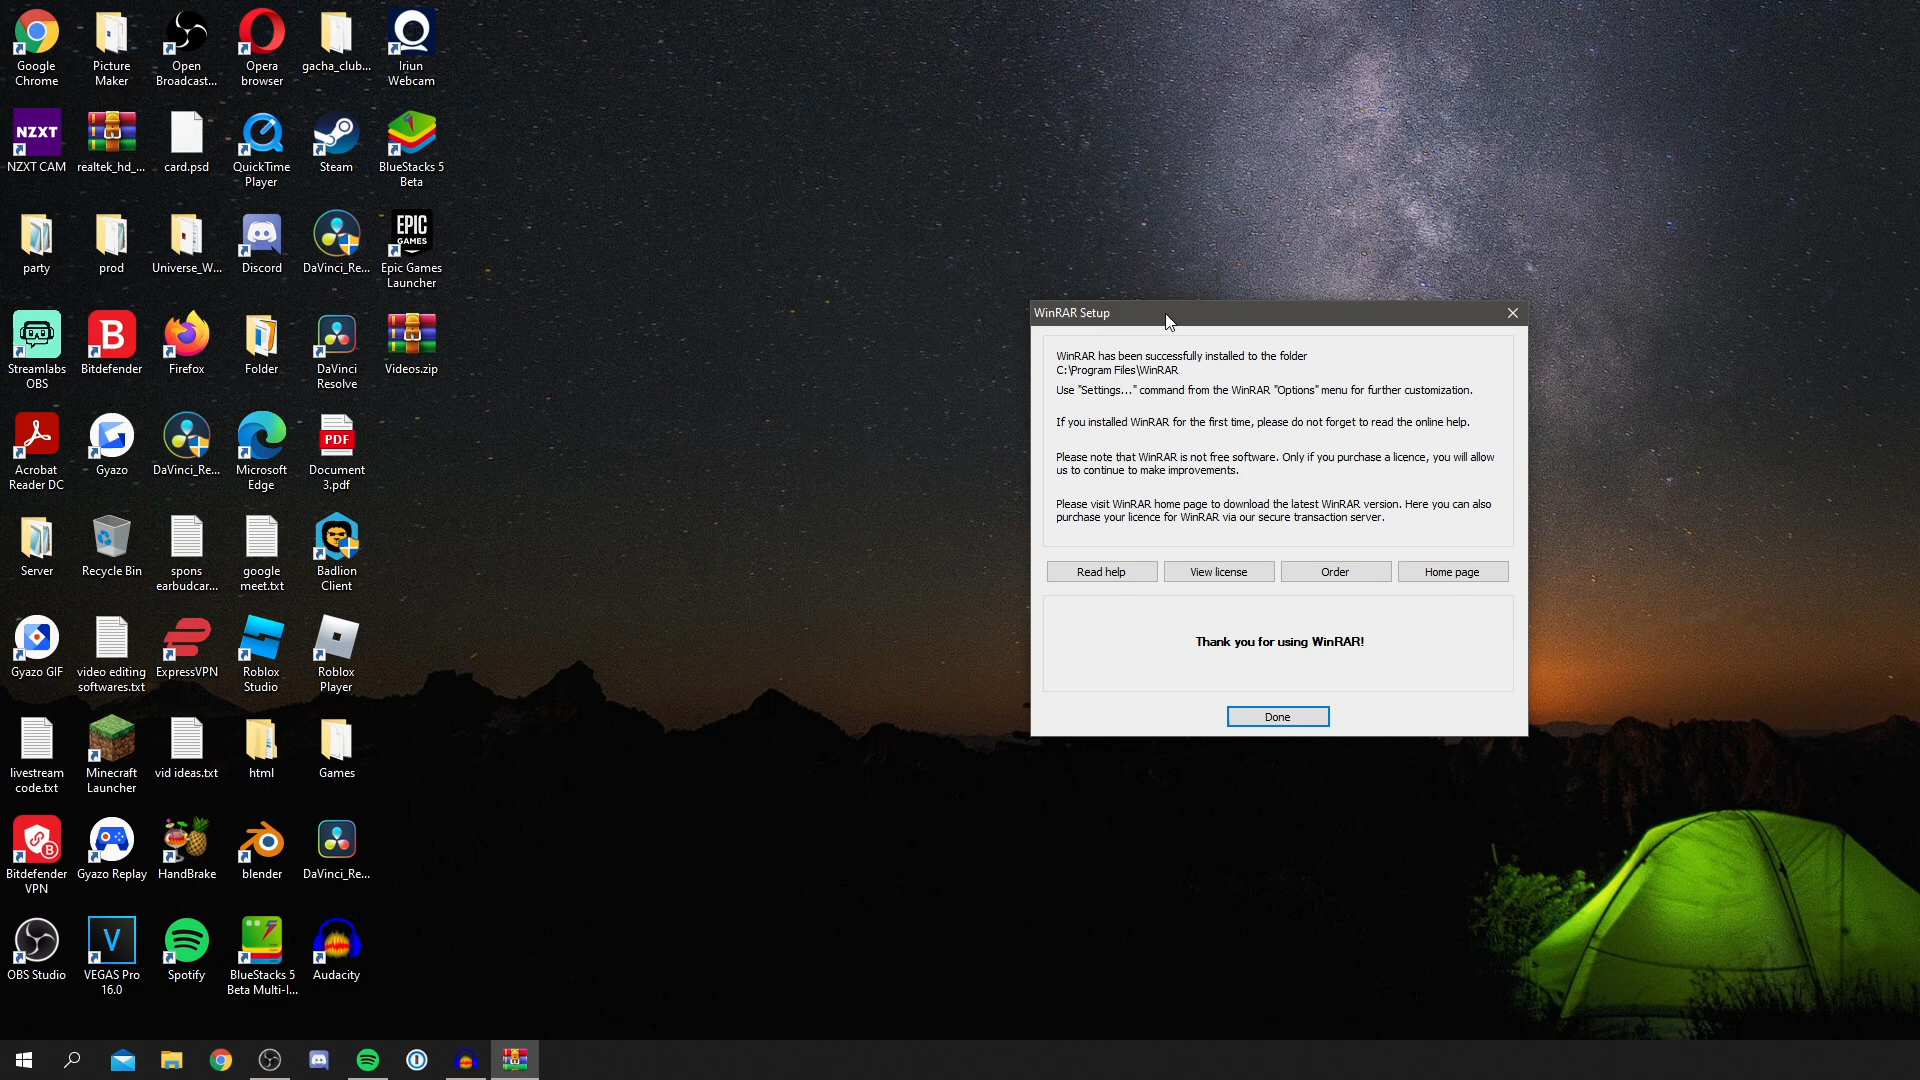 Google
Chrome
Picture
Maker
Open
Broadcast...
Opera
browser
gacha_club...
Iriun
Webcam
NZXT
NZXT CAM
realtek_hd_...
card.psd
QuickTime
Player
Steam
BlueStacks 5
Beta
party
prod
Universe_W...
Discord
DaVinci_Re...
EPIC
GAMES
Epic Games
Launcher
Streamlabs
OBS
B
Bitdefender
Firefox
Folder
DaVinci
Resolve
Videos.zip
Acrobat
Reader DC
Gyazo
DaVinci_Re...
Microsoft
Edge
PDF
Document
3.pdf
Server
Recycle Bin
spons
earbudcar...
google
meet.txt
Badlion
Client
Gyazo GIF
video editing
softwares.txt
ExpressVPN
Roblox
Studio
Roblox
Player
livestream
code.txt
Minecraft
Launcher
vid ideas.txt
html
Games
B
Bitdefender
VPN
Gyazo Replay
HandBrake
blender
DaVinci_Re...
OBS Studio
V
VEGAS Pro
16.0
Spotify
BlueStacks 5
Beta Multi-I...
Audacity
WinRAR Setup
WinRAR has been successfully installed to the folder
C:\Program Files\WinRAR
Use "Settings..." command from the WinRAR "Options" menu for further customization.
If you installed WinRAR for the first time, please do not forget to read the online help.
Please note that WinRAR is not free software. Only if you purchase a licence, you will allow
us to continue to make improvements.
Please visit WinRAR home page to download the latest WinRAR version. Here you can also
purchase your licence for WinRAR via our secure transaction server.
Read help
View license
Order
Home page
Thank you for using WinRAR!
Done